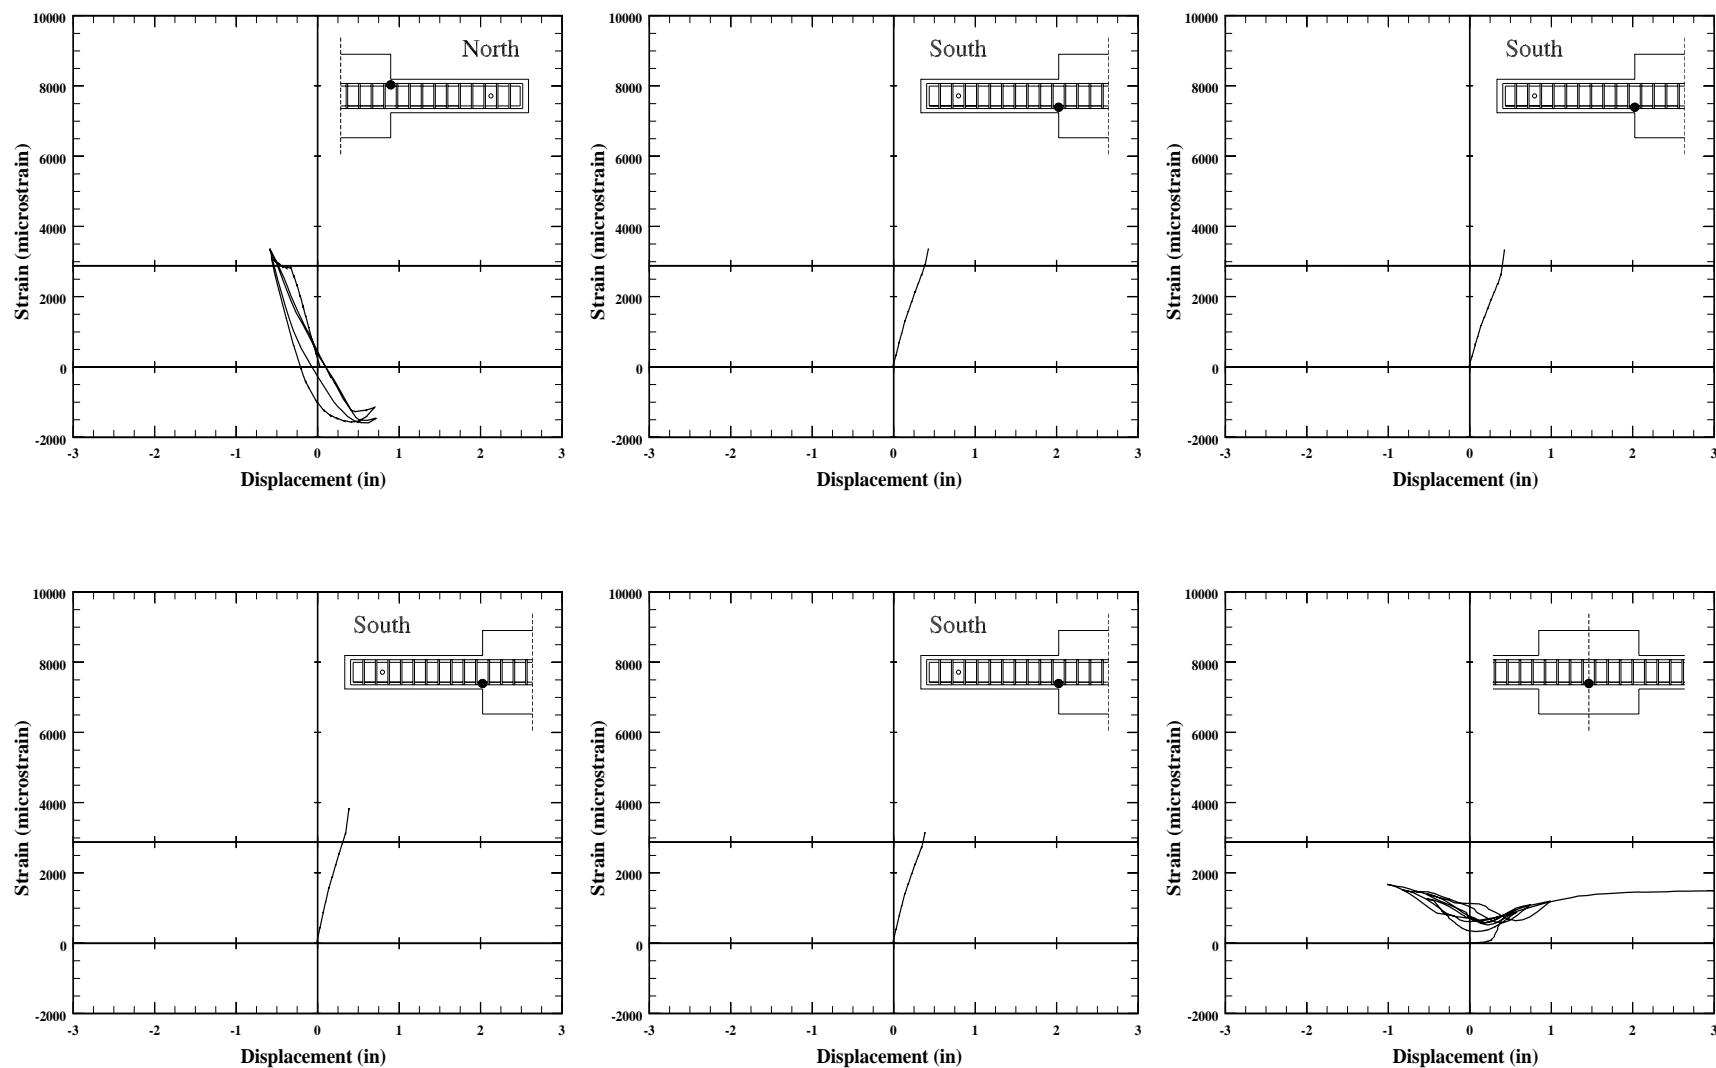 10000 10000 10000
North South South
8000 8000 8000
6000 6000 6000
4000 4000 4000
2000 2000 2000
0 0 0
-2000 -2000 -2000
Strain (microstrain) Strain (microstrain) Strain (microstrain)
-3 -2 -1 0 1 2 3 -3 -2 -1 0 1 2 3 -3 -2 -1 0 1 2 3
Displacement (in) Displacement (in) Displacement (in)
10000 10000 10000
South South
8000 8000 8000
6000 6000 6000
4000 4000 4000
2000 2000 2000
0 0 0
-2000 -2000 -2000
Strain (microstrain) Strain (microstrain) Strain (microstrain)
-3 -2 -1 0 1 2 3 -3 -2 -1 0 1 2 3 -3 -2 -1 0 1 2 3
Displacement (in) Displacement (in) Displacement (in)